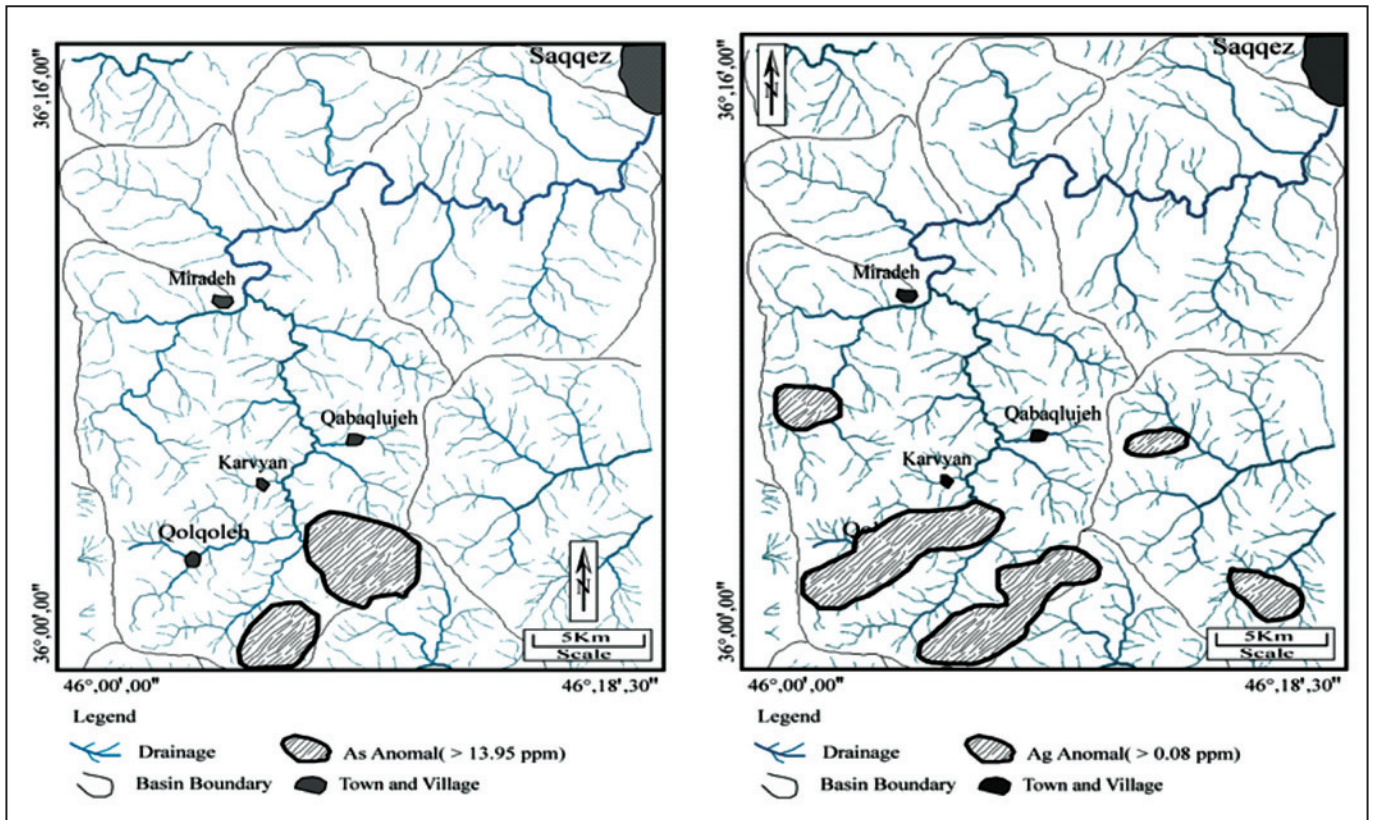 Saqqez
36°,16',00"
Miradeh
Qabaqlujeh
Karvyan
Qolqoleh
N
36°,00',00"
5Km
Scale
46°,00',00"
46°,18',30"
Legend
Drainage
As Anomal( > 13.95 ppm)
Basin Boundary
Town and Village
Saqqez
N
36°,16',00"
Miradeh
Qabaqlujeh
Karvyan
36°,00',00"
5Km
Scale
46°,00',00"
46°,18',30"
Legend
Drainage
Ag Anomal( > 0.08 ppm)
Basin Boundary
Town and Village